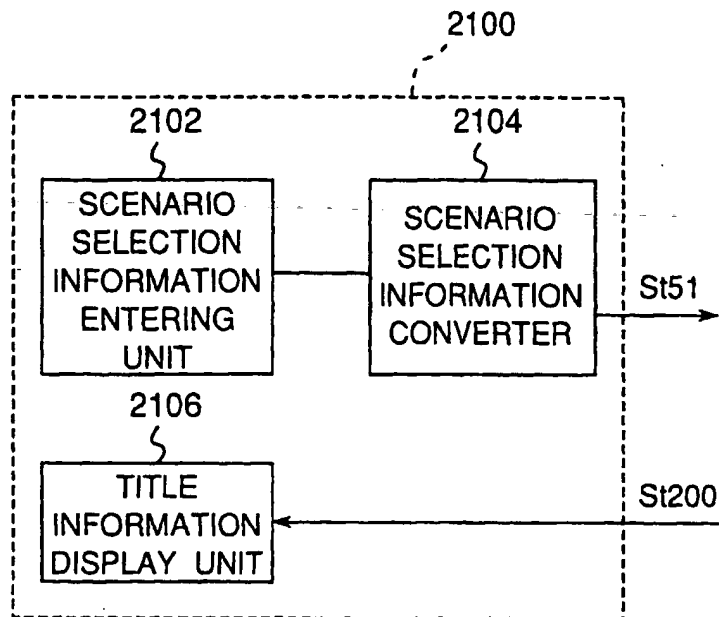 2100
2102
SCENARIO
SELECTION
INFORMATION
ENTERING
UNIT
2104
SCENARIO
SELECTION
INFORMATION
CONVERTER
St51
2106
TITLE
INFORMATION
DISPLAY UNIT
St200